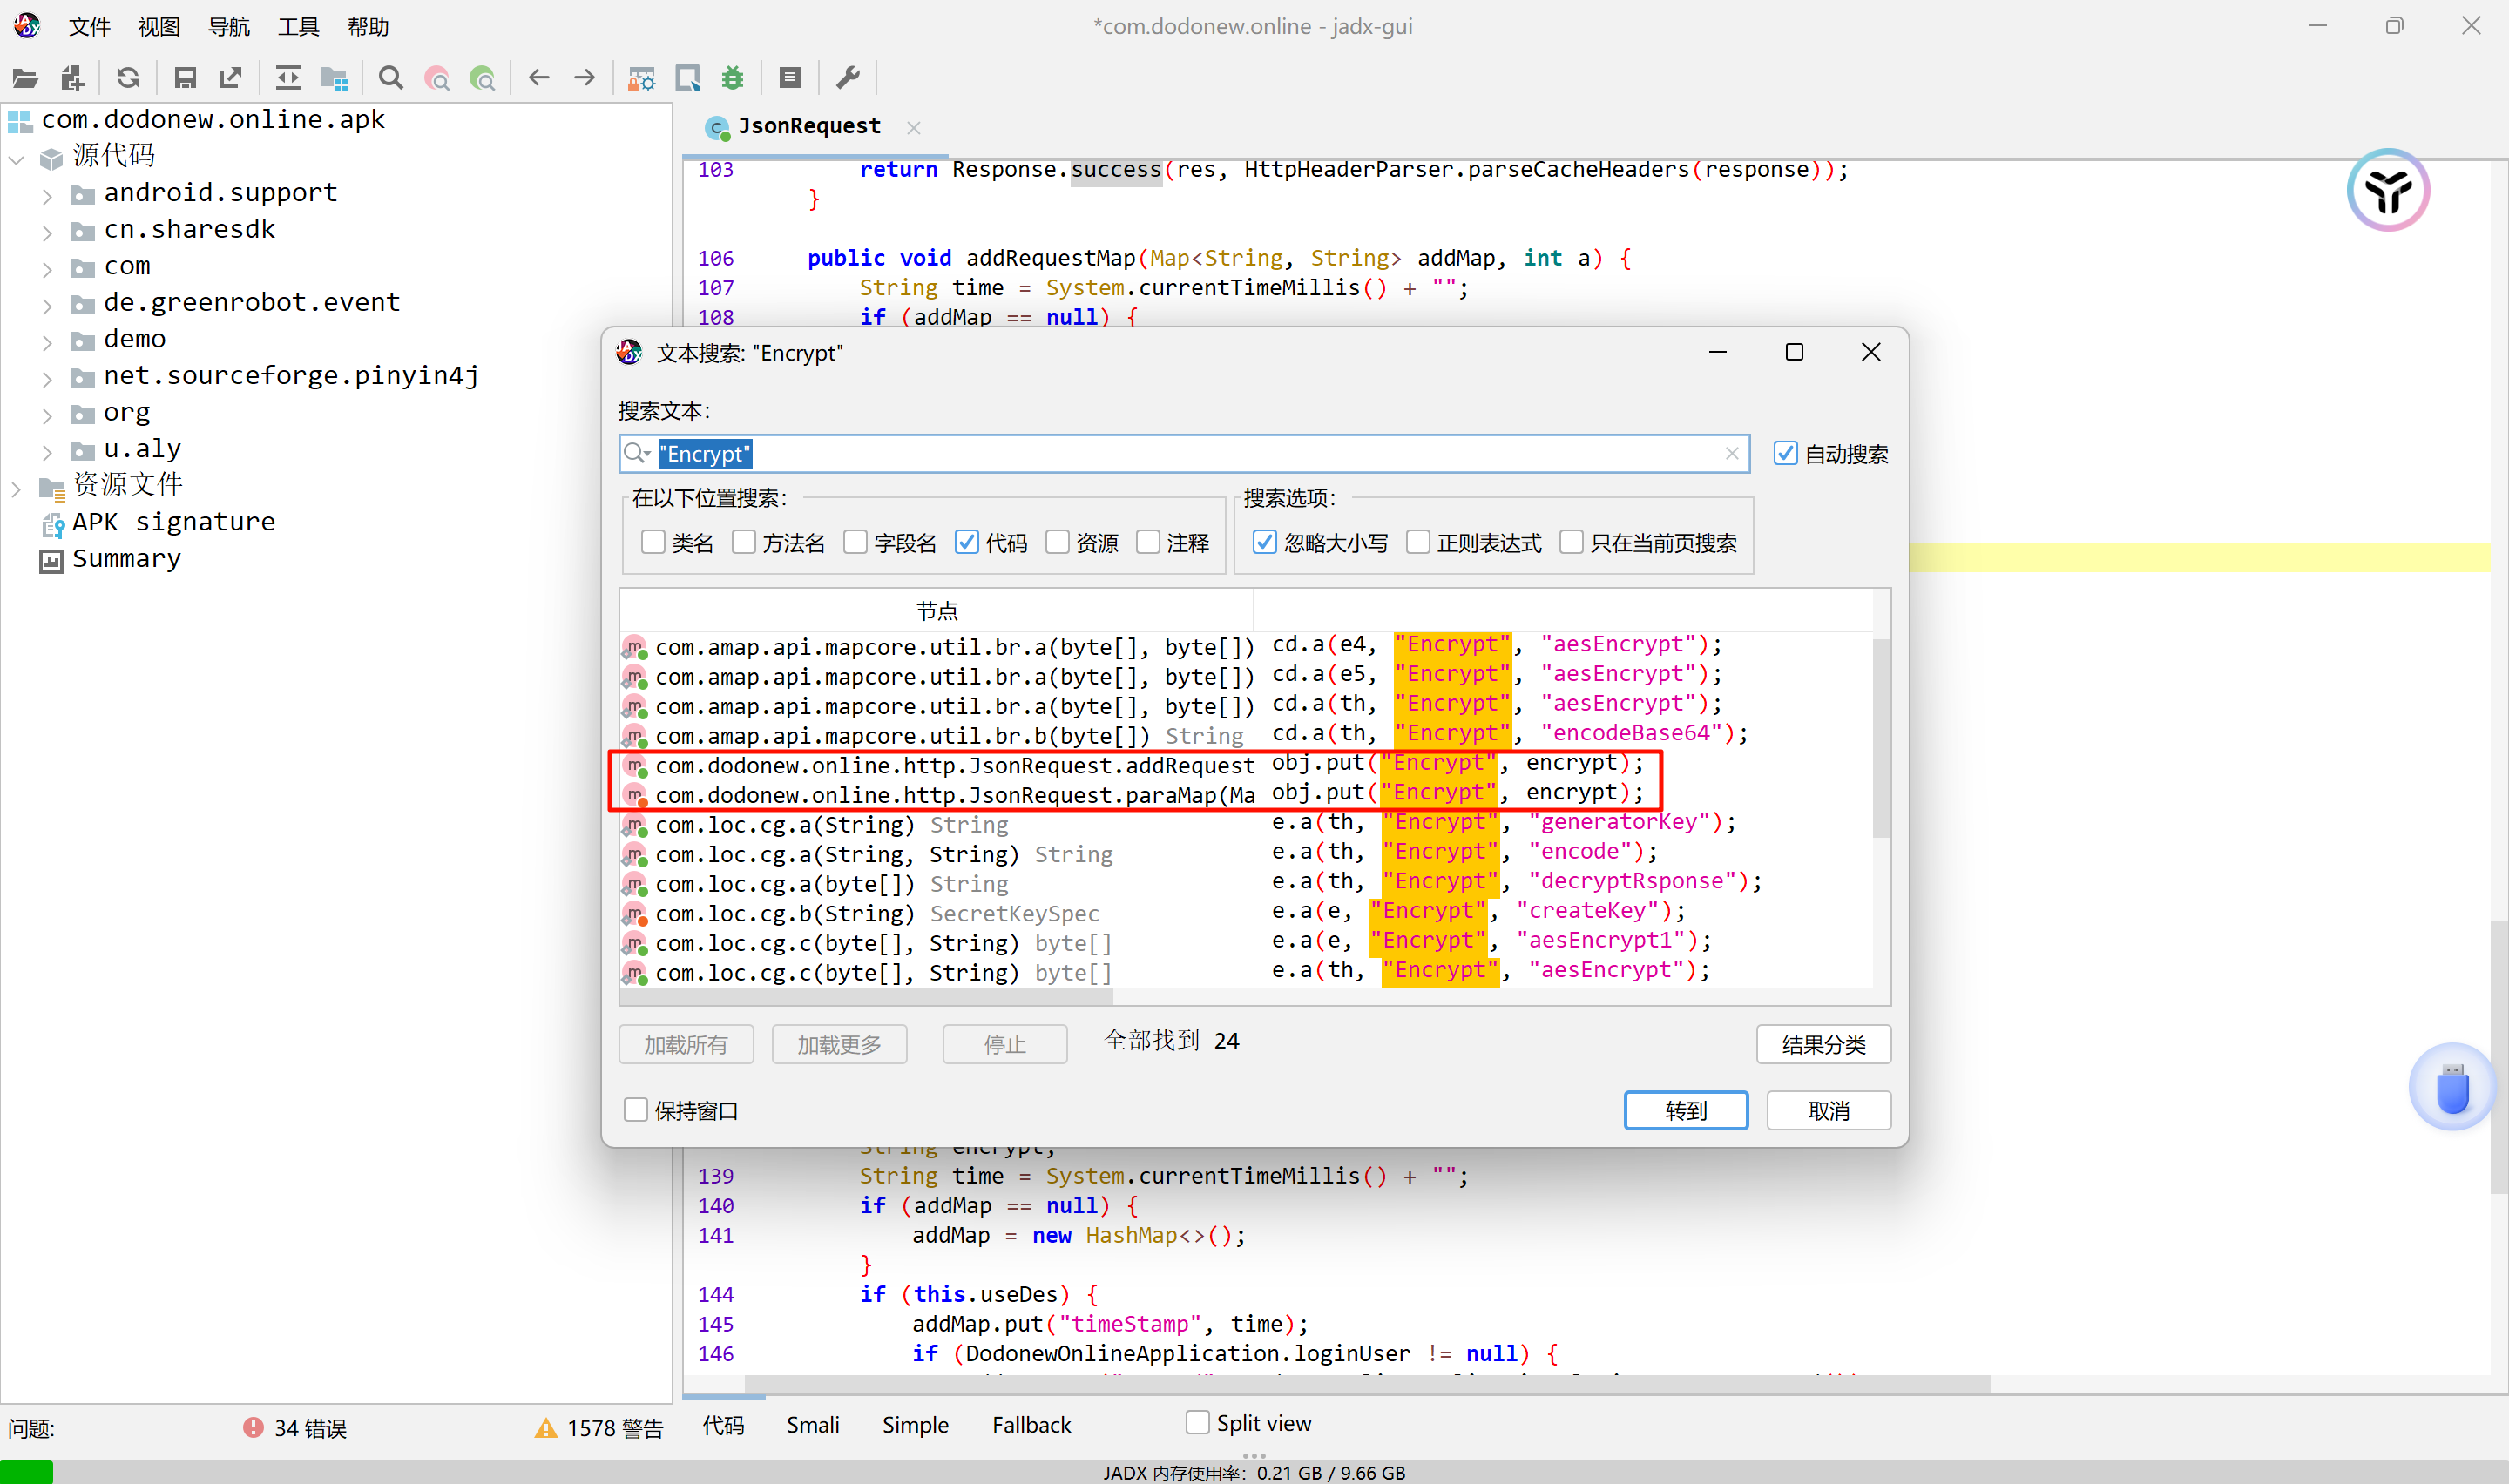 文件 视图 导航 工具 帮助
*com.dodonew.online - jadx-gui
com.dodonew.online.apk
源代码
android.support
cn.sharesdk
com
de.greenrobot.event
demo
net.sourceforge.pinyin4j
org
u.aly
资源文件
APK signature
Summary
JsonRequest
103 return Response.success(res, HttpHeaderParser.parseCacheHeaders(response));
}
106 public void addRequestMap(Map<String, String> addMap, int a) {
107 String time = System.currentTimeMillis() + "";
108 if (addMap == null) {
文本搜索: "Encrypt"
搜索文本:
"Encrypt"
自动搜索
在以下位置搜索:
类名 方法名 字段名 代码 资源 注释
搜索选项:
忽略大小写 正则表达式 只在当前页搜索
节点
com.amap.api.mapcore.util.br.a(byte[], byte[]) cd.a(e4, "Encrypt", "aesEncrypt");
com.amap.api.mapcore.util.br.a(byte[], byte[]) cd.a(e5, "Encrypt", "aesEncrypt");
com.amap.api.mapcore.util.br.a(byte[], byte[]) cd.a(th, "Encrypt", "aesEncrypt");
com.amap.api.mapcore.util.br.b(byte[]) String cd.a(th, "Encrypt", "encodeBase64");
com.dodonew.online.http.JsonRequest.addRequest obj.put("Encrypt", encrypt);
com.dodonew.online.http.JsonRequest.paraMap(Ma obj.put("Encrypt", encrypt);
com.loc.cg.a(String) String e.a(th, "Encrypt", "generatorKey");
com.loc.cg.a(String, String) String e.a(th, "Encrypt", "encode");
com.loc.cg.a(byte[]) String e.a(th, "Encrypt", "decryptRsponse");
com.loc.cg.b(String) SecretKeySpec e.a(e, "Encrypt", "createKey");
com.loc.cg.c(byte[], String) byte[] e.a(e, "Encrypt", "aesEncrypt1");
com.loc.cg.c(byte[], String) byte[] e.a(th, "Encrypt", "aesEncrypt");
加载所有 加载更多 停止 全部找到 24 结果分类
保持窗口 转到 取消
String encrypt;
139 String time = System.currentTimeMillis() + "";
140 if (addMap == null) {
141 addMap = new HashMap<>();
}
144 if (this.useDes) {
145 addMap.put("timeStamp", time);
146 if (DodonewOnlineApplication.loginUser != null) {
问题: 34 错误 1578 警告 代码 Smali Simple Fallback Split view
JADX 内存使用率: 0.21 GB / 9.66 GB